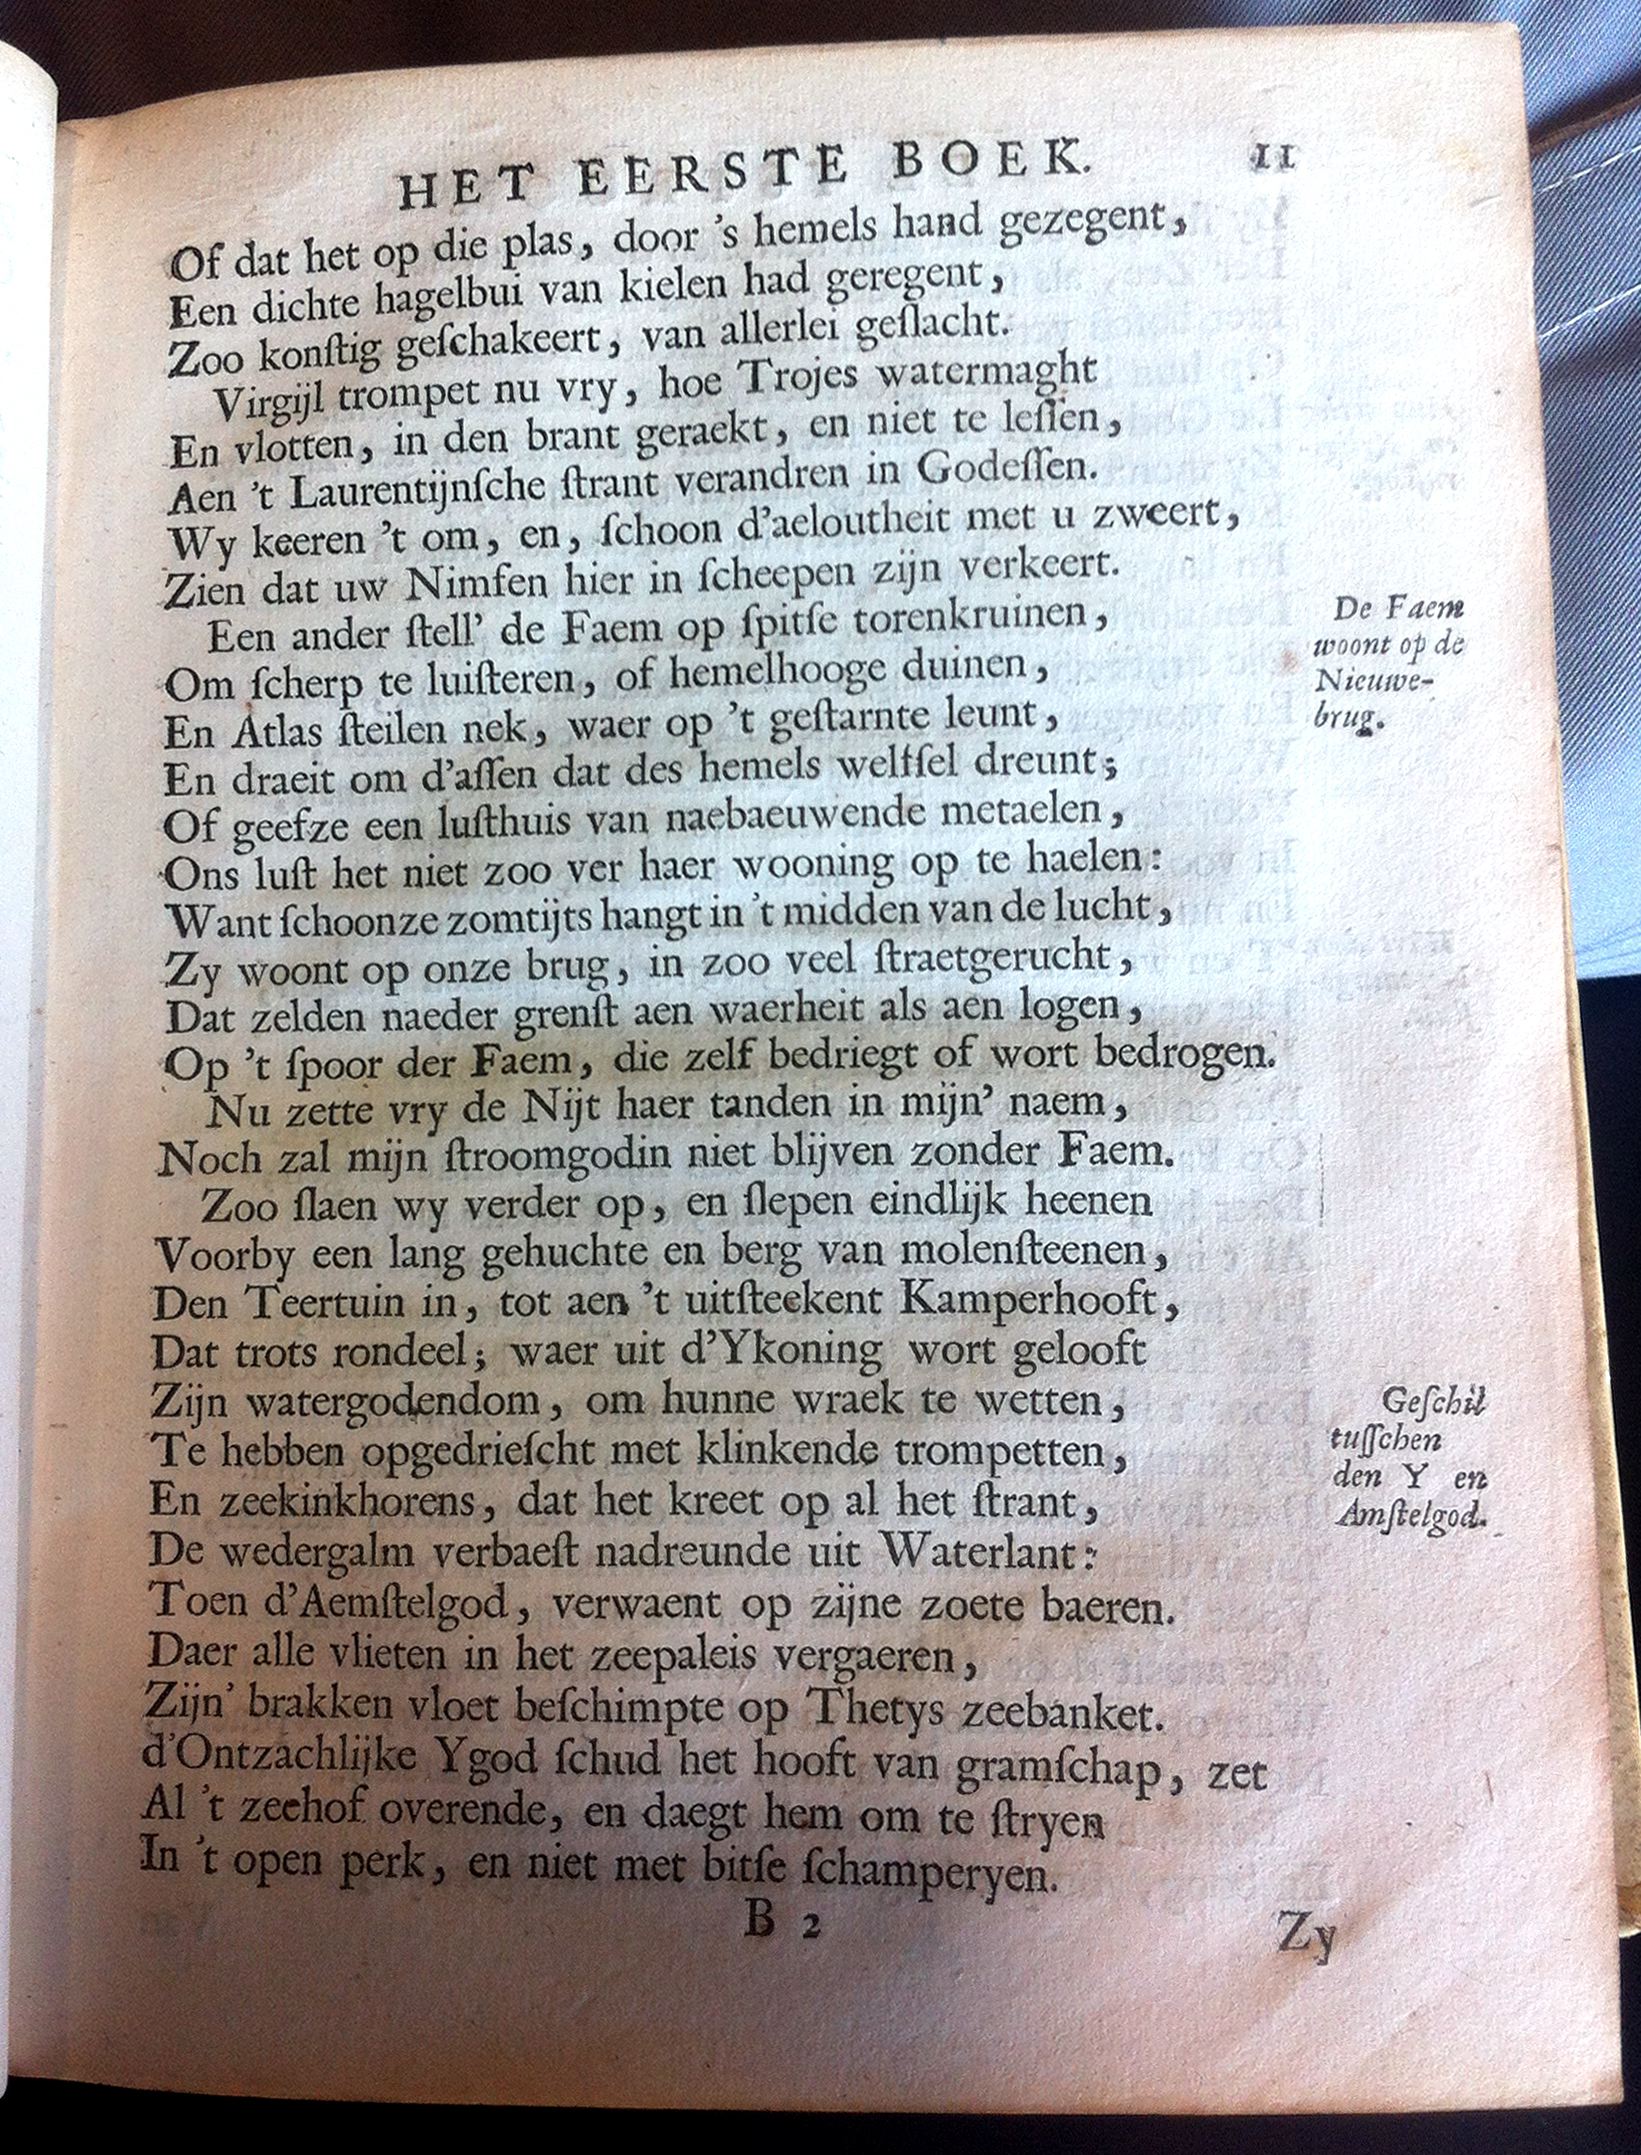 HET EERSTE BOEK. 11
Of dat het op die plas, door 's hemels hand gezegent,
Een dichte hagelbui van kielen had geregent,
Zoo konſtig geſchakeert, van allerlei geſlacht.
Virgijl trompet nu vry, hoe Trojes watermaght
En vlotten, in den brant geraekt, en niet te leſſen,
Aen 't Laurentijnſche ſtrant verandren in Godeſſen.
Wy keeren 't om, en, ſchoon d'aeloutheit met u zweert,
Zien dat uw Nimfen hier in ſcheepen zijn verkeert.
Een ander ſtell' de Faem op ſpitſe torenkruinen,
Om ſcherp te luiſteren, of hemelhooge duinen,
En Atlas ſteilen nek, waer op 't geſtarnte leunt,
En draeit om d'aſſen dat des hemels welfſel dreunt;
Of geefze een luſthuis van naebaeuwende metaelen,
Ons luſt het niet zoo ver haer wooning op te haelen:
Want ſchoonze zomtijts hangt in 't midden van de lucht,
Zy woont op onze brug, in zoo veel ſtraetgerucht,
Dat zelden naeder grenſt aen waerheit als aen logen,
Op 't ſpoor der Faem, die zelf bedriegt of wort bedrogen.
Nu zette vry de Nijt haer tanden in mijn' naem,
Noch zal mijn ſtroomgodin niet blijven zonder Faem.
Zoo ſlaen wy verder op, en ſlepen eindlijk heenen
Voorby een lang gehuchte en berg van molenſteenen,
Den Teertuin in, tot aen 't uitſteekent Kamperhooft,
Dat trots rondeel; waer uit d'Ykoning wort gelooft
Zijn watergodendom, om hunne wraek te wetten,
Te hebben opgedrieſcht met klinkende trompetten,
En zeekinkhorens, dat het kreet op al het ſtrant,
De wedergalm verbaeſt nadreunde uit Waterlant:
Toen d'Aemſtelgod, verwaent op zijne zoete baeren.
Daer alle vlieten in het zeepaleis vergaeren,
Zijn' brakken vloet beſchimpte op Thetys zeebanket.
d'Ontzachlijke Ygod ſchud het hooft van gramſchap, zet
Al 't zeehof overende, en daegt hem om te ſtryen
In 't open perk, en niet met bitſe ſchamperyen.
B 2 Zy
De Faem
woont op de
Nieuwe-
brug.
Geſchil
tuſſchen
den Y en
Amſtelgod.